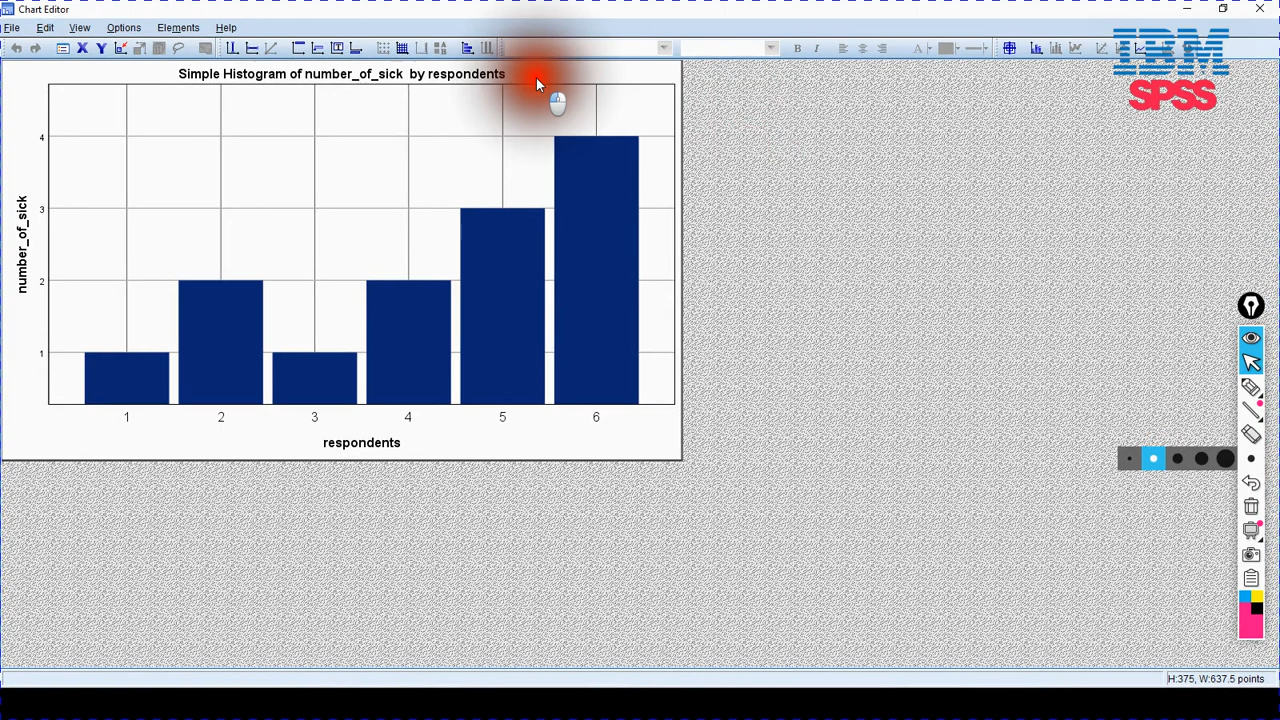 Chart Editor
File Edit View Options Elements Help
X Y B I A
IBM
SPSS
Simple Histogram of number_of_sick by respondents
4
3
2
1
number_of_sick
1 2 3 4 5 6
respondents
H:375, W:637.5 points